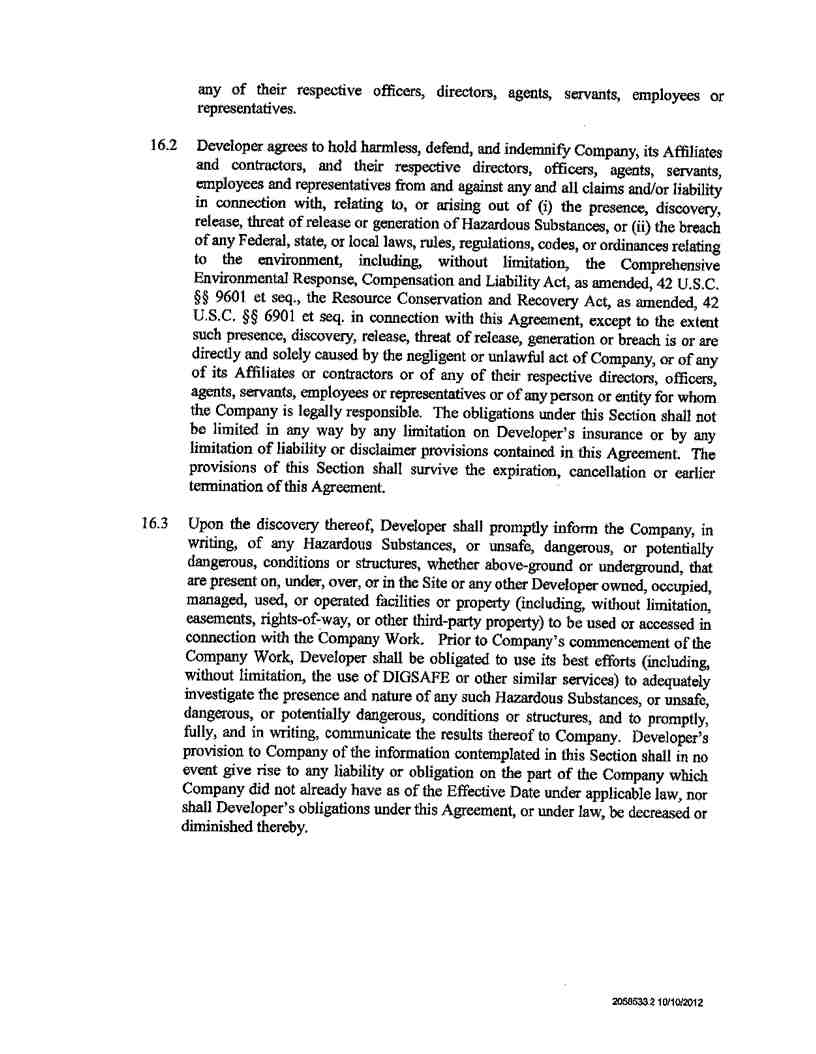 any of their respective officers, directors, agents, servants, employees or
representatives.
16.2 Developer agrees to hold harmless, defend, and indemnify Company, its Affiliates
and contractors, and their respective directors, officers, agents, servants,
employees and representatives from and against any and all claims and/or liability
in connection with, relating to, or arising out of (i) the presence, discovery,
release, threat of release or generation of Hazardous Substances, or (ii) the breach
of any Federal, state, or local laws, rules, regulations, codes, or ordinances relating
to the environment, including, without limitation, the Comprehensive
Environmental Response, Compensation and Liability Act, as amended, 42 U.S.C.
§§ 9601 et seq., the Resource Conservation and Recovery Act, as amended, 42
U.S.C. §§ 6901 et seq. in connection with this Agreement, except to the extent
such presence, discovery, release, threat of release, generation or breach is or are
directly and solely caused by the negligent or unlawful act of Company, or of any
of its Affiliates or contractors or of any of their respective directors, officers,
agents, servants, employees or representatives or of any person or entity for whom
the Company is legally responsible. The obligations under this Section shall not
be limited in any way by any limitation on Developer's insurance or by any
limitation of liability or disclaimer provisions contained in this Agreement. The
provisions of this Section shall survive the expiration, cancellation or earlier
termination of this Agreement.
16.3 Upon the discovery thereof, Developer shall promptly inform the Company, in
writing, of any Hazardous Substances, or unsafe, dangerous, or potentially
dangerous, conditions or structures, whether above-ground or underground, that
are present on, under, over, or in the Site or any other Developer owned, occupied,
managed, used, or operated facilities or property (including, without limitation,
easements, rights-of-way, or other third-party property) to be used or accessed in
connection with the Company Work. Prior to Company's commencement of the
Company Work, Developer shall be obligated to use its best efforts (including,
without limitation, the use of DIGSAFE or other similar services) to adequately
investigate the presence and nature of any such Hazardous Substances, or unsafe,
dangerous, or potentially dangerous, conditions or structures, and to promptly,
fully, and in writing, communicate the results thereof to Company. Developer's
provision to Company of the information contemplated in this Section shall in no
event give rise to any liability or obligation on the part of the Company which
Company did not already have as of the Effective Date under applicable law, nor
shall Developer's obligations under this Agreement, or under law, be decreased or
diminished thereby.
2058533.2 10/10/2012